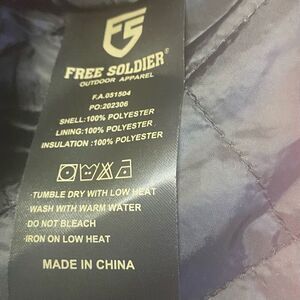 FREE SOLDIER®
OUTDOOR APPAREL
F.A.051504
PO:202306
SHELL:100% POLYESTER
LINING:100% POLYESTER
INSULATION :100% POLYESTER
·TUMBLE DRY WITH LOW HEAT
·WASH WITH WARM WATER
DO NOT BLEACH
·IRON ON LOW HEAT
MADE IN CHINA